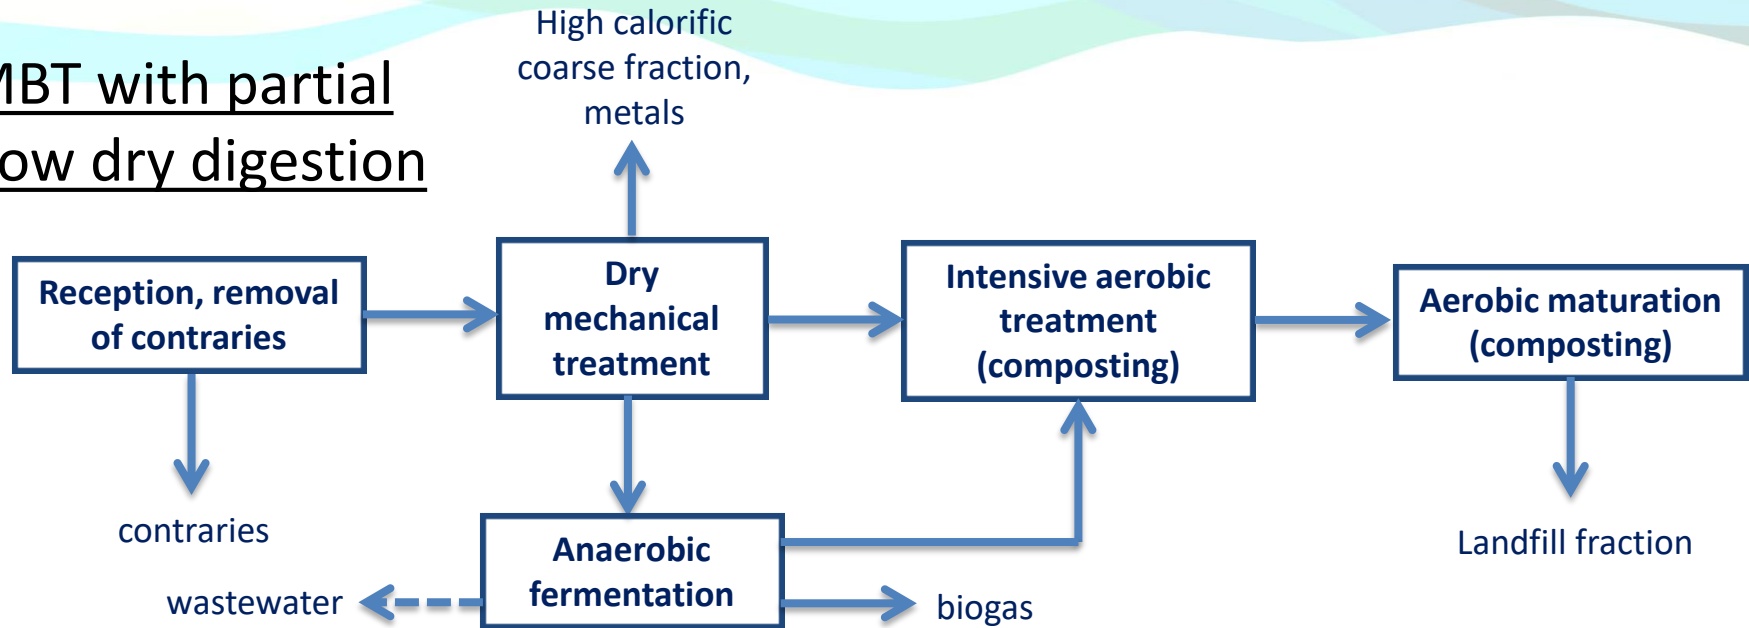 MBT with partial
ow dry digestion
High calorific
coarse fraction,
metals
Reception, removal
of contraries
Dry
mechanical
treatment
Intensive aerobic
treatment
(composting)
Aerobic maturation
(composting)
contraries
Anaerobic
fermentation
Landfill fraction
wastewater
biogas